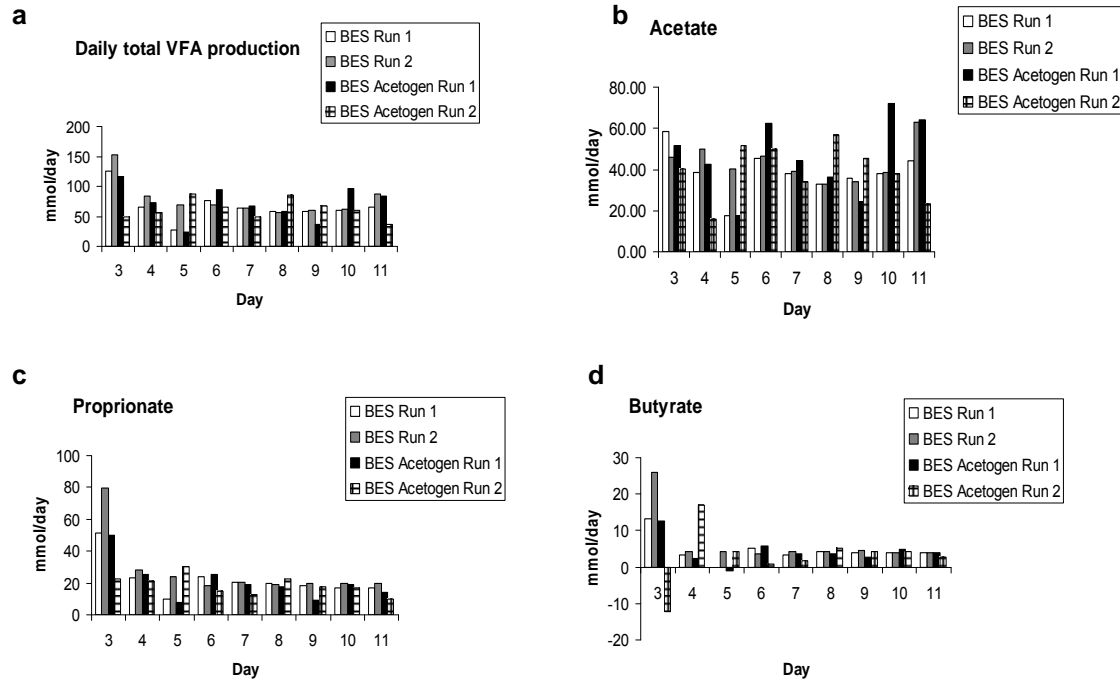 a
Daily total VFA production
BES Run 1
BES Run 2
BES Acetogen Run 1
BES Acetogen Run 2
mmol/day
200
150
100
50
0
3 4 5 6 7 8 9 10 11
Day
b
Acetate
BES Run 1
BES Run 2
BES Acetogen Run 1
BES Acetogen Run 2
mmol/day
80.00
60.00
40.00
20.00
0.00
3 4 5 6 7 8 9 10 11
Day
c
Proprionate
BES Run 1
BES Run 2
BES Acetogen Run 1
BES Acetogen Run 2
mmol/day
100
80
60
40
20
0
3 4 5 6 7 8 9 10 11
Day
d
Butyrate
BES Run 1
BES Run 2
BES Acetogen Run 1
BES Acetogen Run 2
mmol/day
30
20
10
0
-10
-20
3 4 5 6 7 8 9 10 11
Day